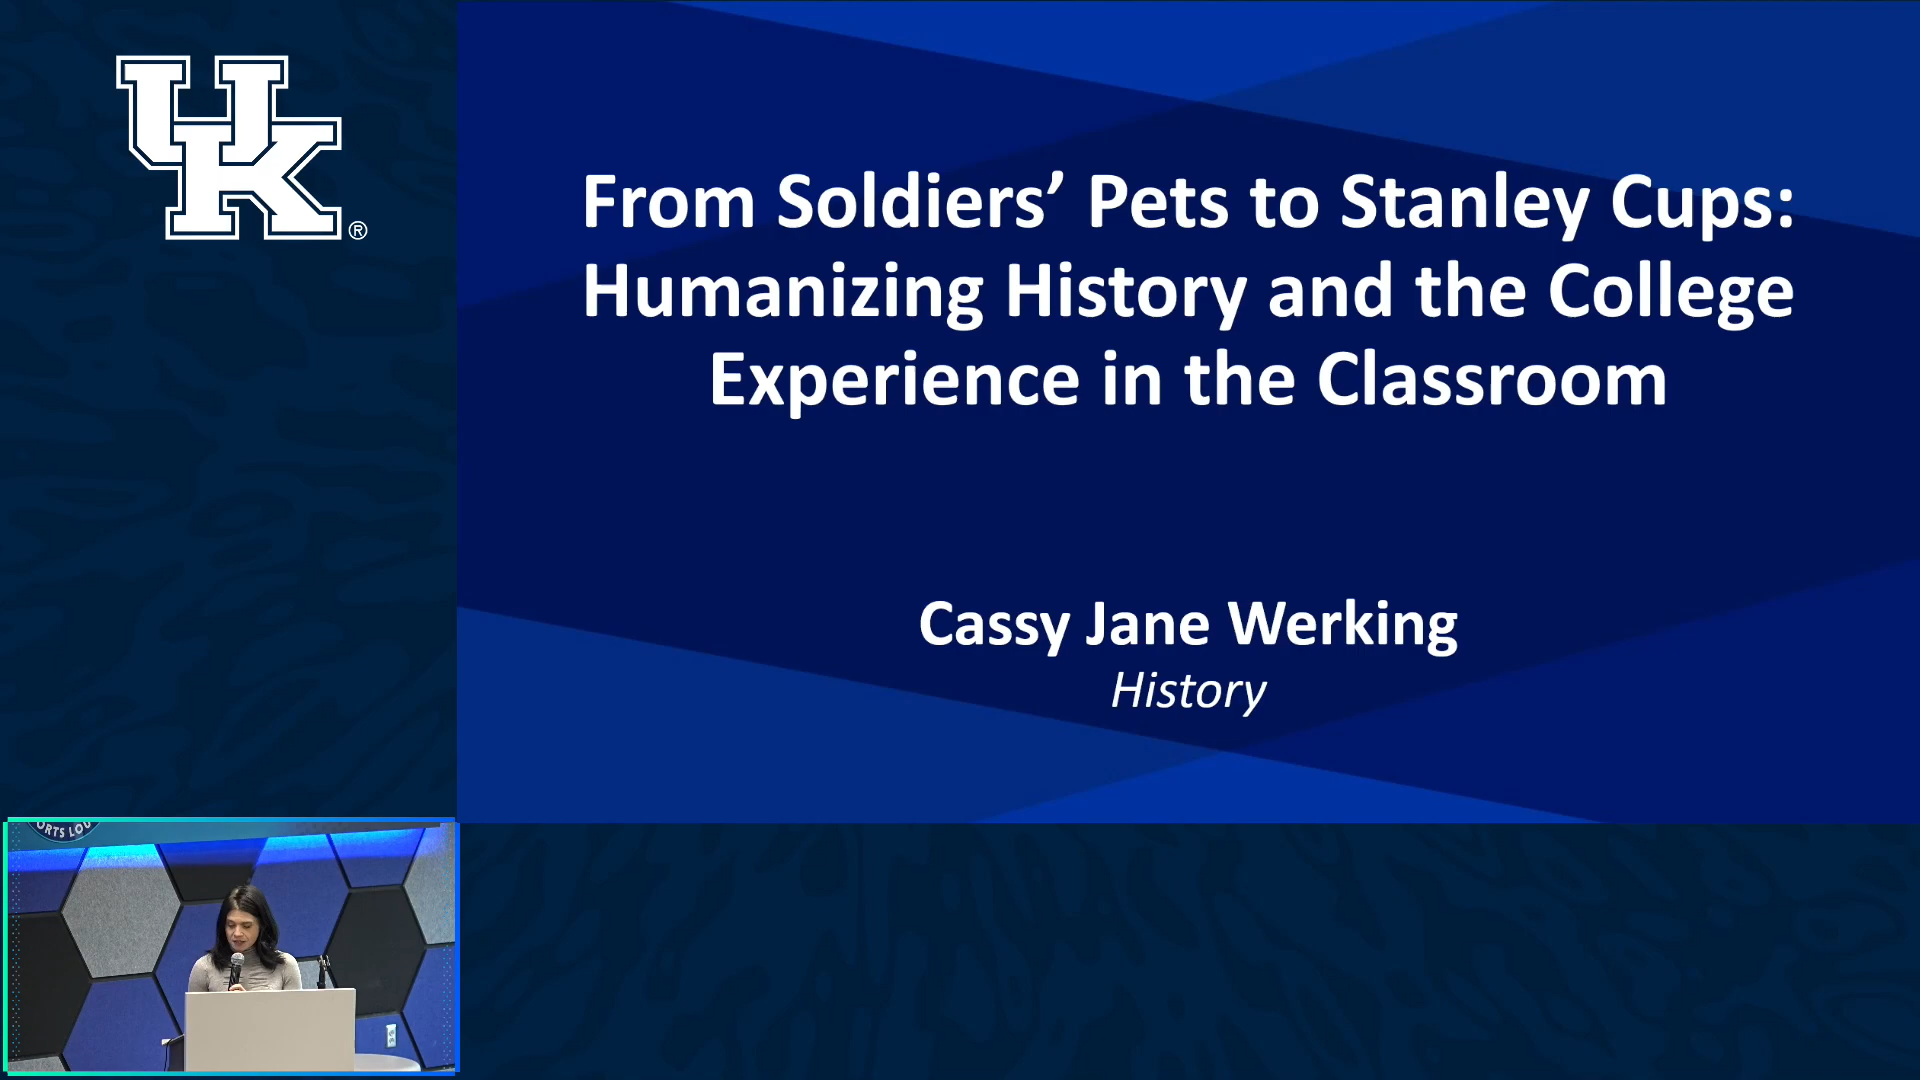 UK®
From Soldiers’ Pets to Stanley Cups:
Humanizing History and the College
Experience in the Classroom
Cassy Jane Werking
History